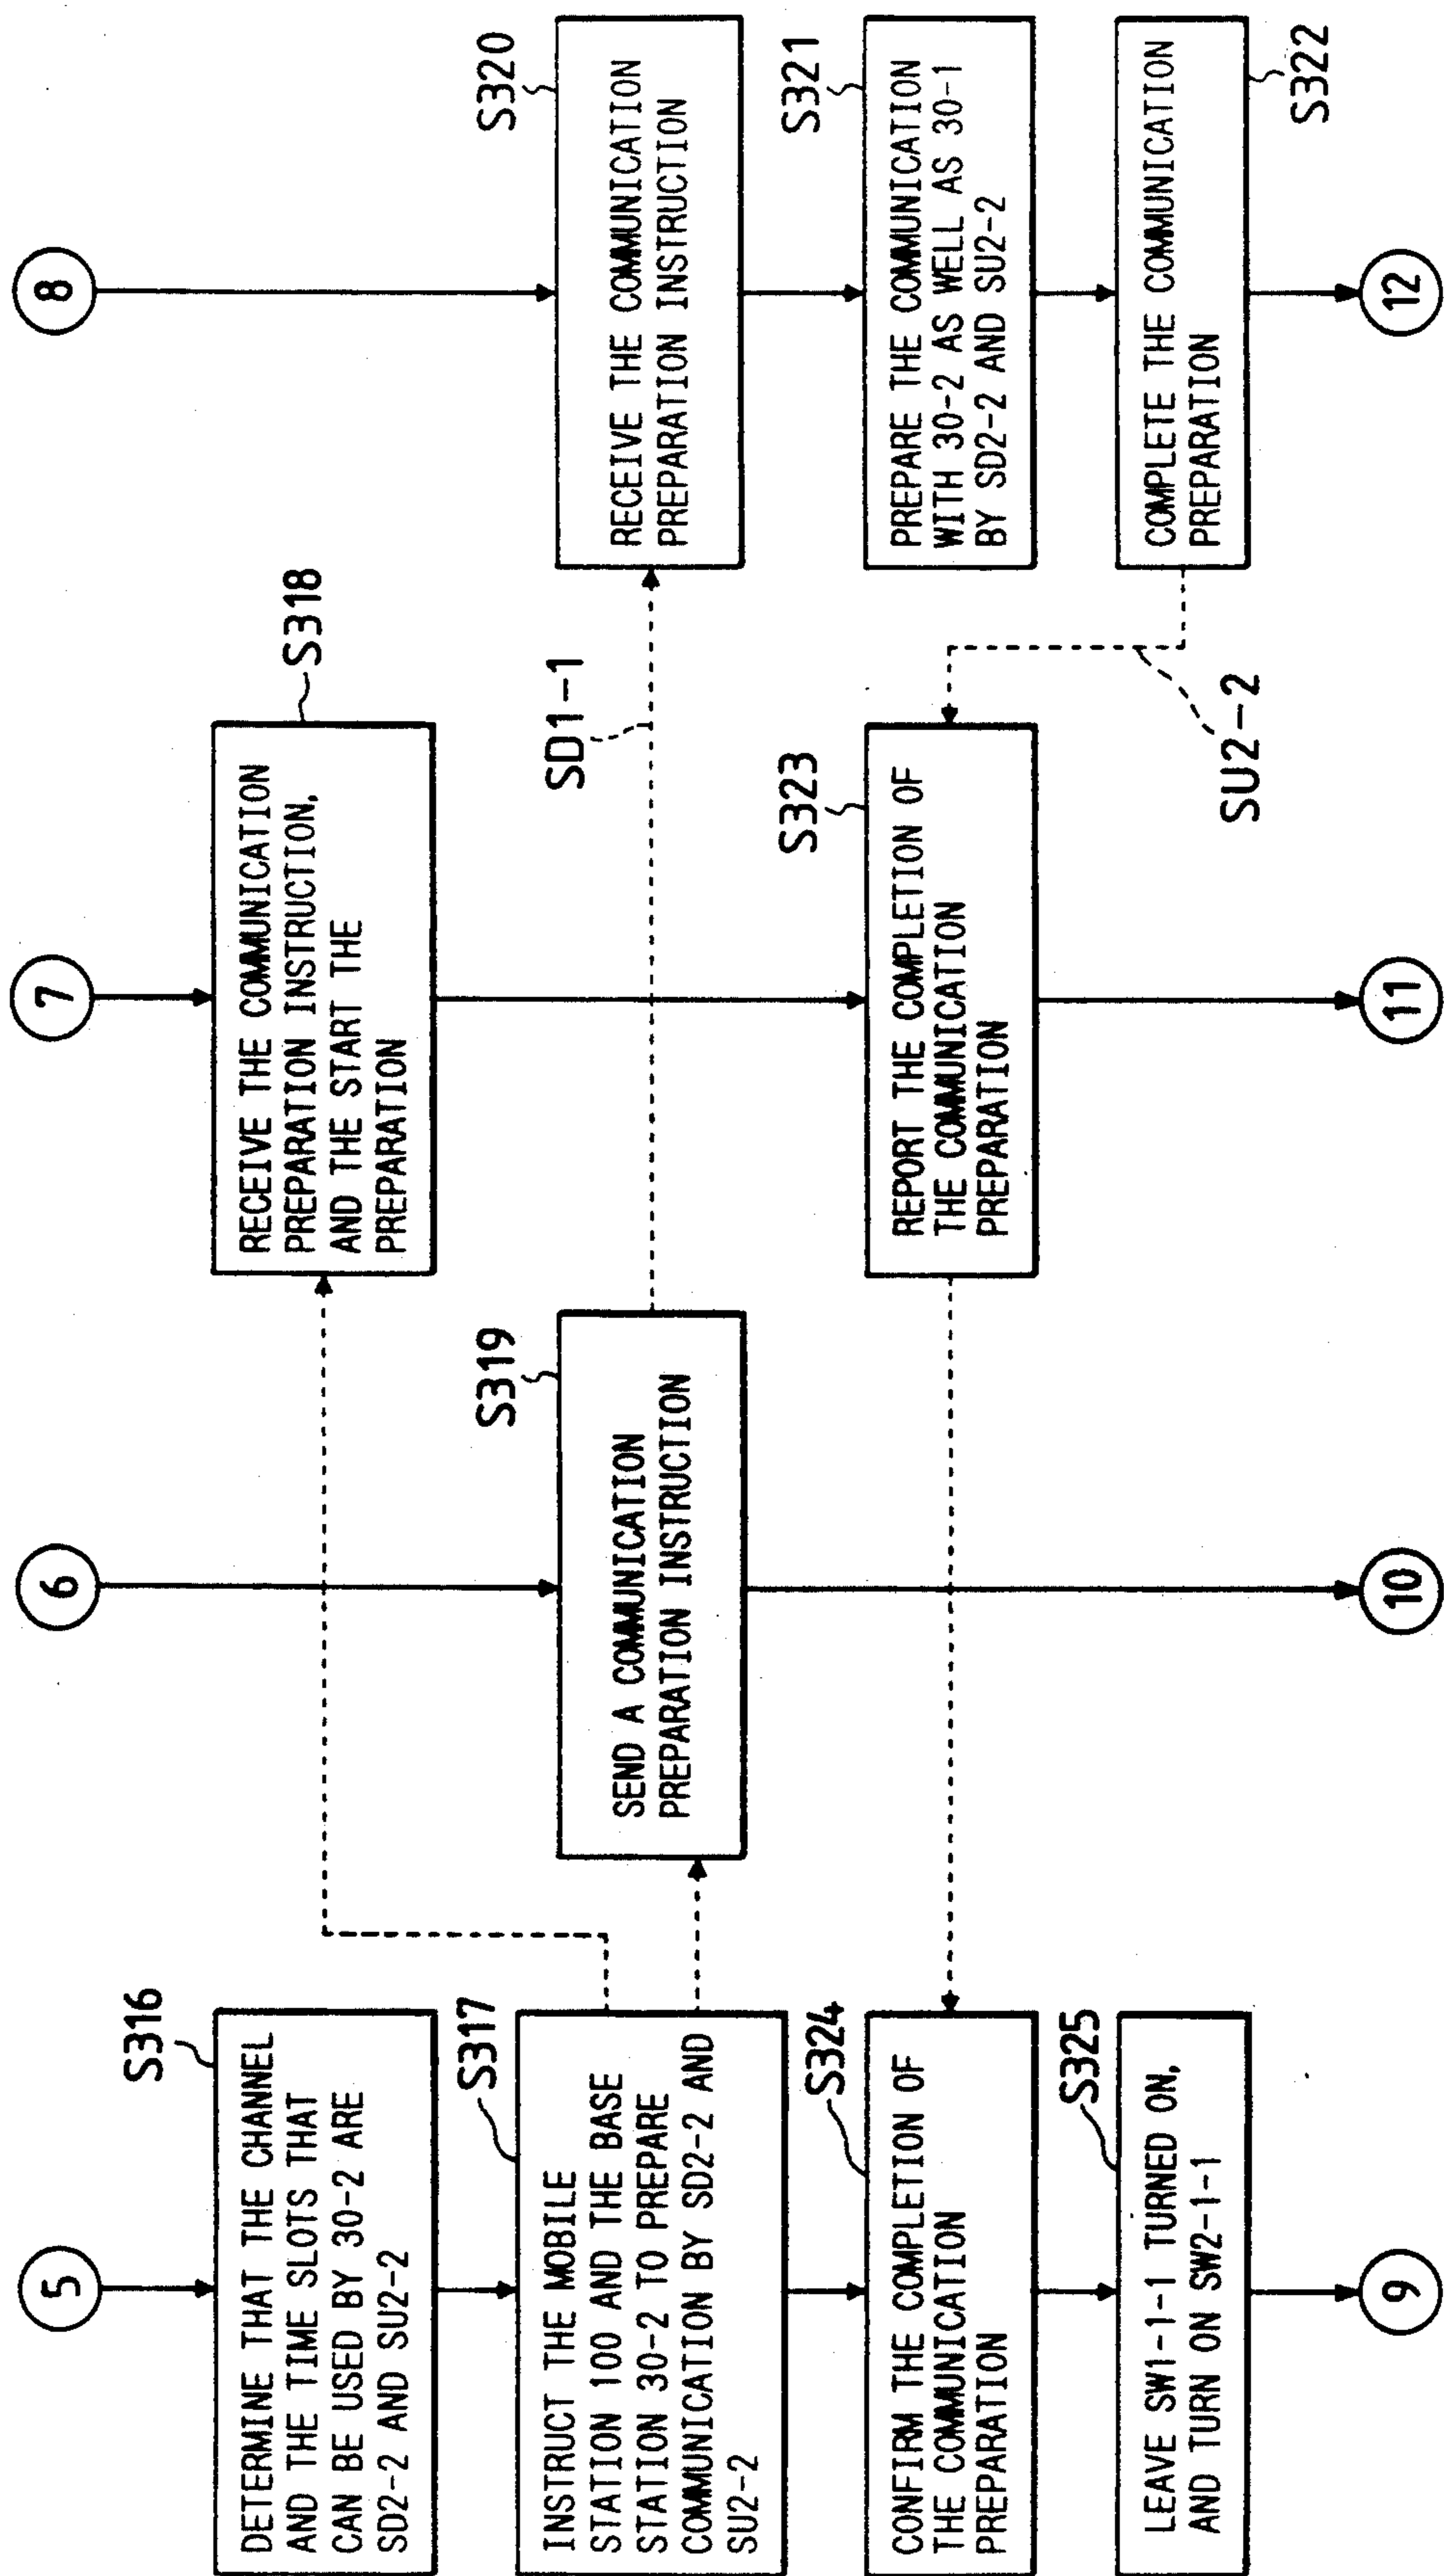 5
S316
DETERMINE THAT THE CHANNEL
AND THE TIME SLOTS THAT
CAN BE USED BY 30-2 ARE
SD2-2 AND SU2-2
S317
INSTRUCT THE MOBILE
STATION 100 AND THE BASE
STATION 30-2 TO PREPARE
COMMUNICATION BY SD2-2 AND
SU2-2
S324
CONFIRM THE COMPLETION OF
THE COMMUNICATION
PREPARATION
S325
LEAVE SW1-1-1 TURNED ON,
AND TURN ON SW2-1-1
9
6
S319
SEND A COMMUNICATION
PREPARATION INSTRUCTION
10
7
S318
RECEIVE THE COMMUNICATION
PREPARATION INSTRUCTION,
AND THE START THE
PREPARATION
SD1-1
S323
REPORT THE COMPLETION OF
THE COMMUNICATION
PREPARATION
SU2-2
11
8
S320
RECEIVE THE COMMUNICATION
PREPARATION INSTRUCTION
S321
PREPARE THE COMMUNICATION
WITH 30-2 AS WELL AS 30-1
BY SD2-2 AND SU2-2
S322
COMPLETE THE COMMUNICATION
PREPARATION
12